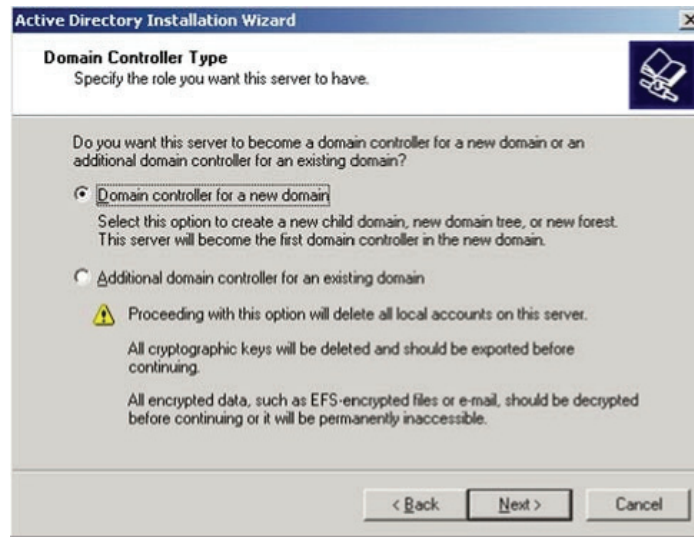 Active Directory Installation Wizard
Domain Controller Type
Specify the role you want this server to have.
Do you want this server to become a domain controller for a new domain or an
additional domain controller for an existing domain?
Domain controller for a new domain
Select this option to create a new child domain, new domain tree, or new forest.
This server will become the first domain controller in the new domain.
Additional domain controller for an existing domain
Proceeding with this option will delete all local accounts on this server.
All cryptographic keys will be deleted and should be exported before
continuing.
All encrypted data, such as EFS-encrypted files or e-mail, should be decrypted
before continuing or it will be permanently inaccessible.
< Back Next > Cancel